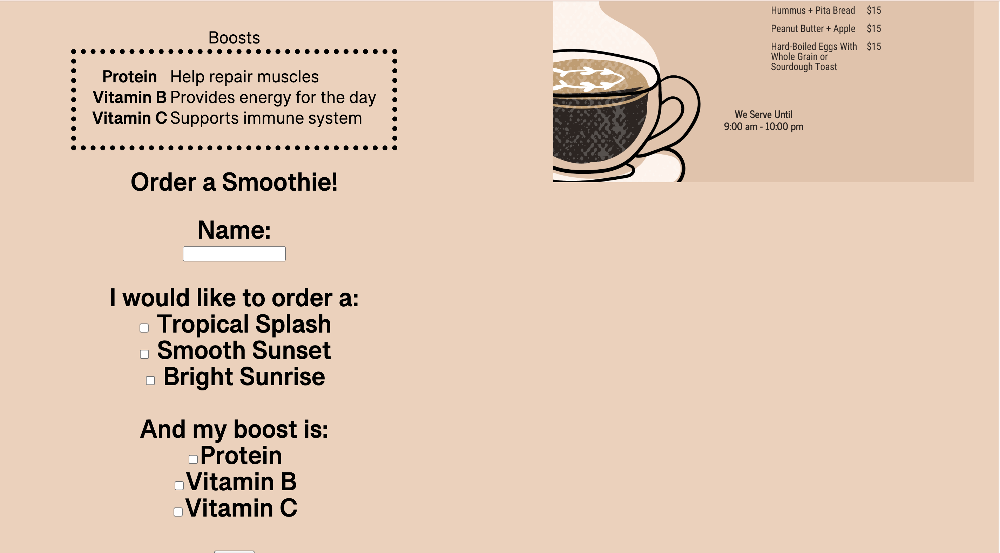 Boosts
Protein Help repair muscles
Vitamin B Provides energy for the day
Vitamin C Supports immune system
Order a Smoothie!
Name:
I would like to order a:
Tropical Splash
Smooth Sunset
Bright Sunrise
And my boost is:
Protein
Vitamin B
Vitamin C
Hummus + Pita Bread $15
Peanut Butter + Apple $15
Hard-Boiled Eggs With $15
Whole Grain or
Sourdough Toast
We Serve Until
9:00 am - 10:00 pm